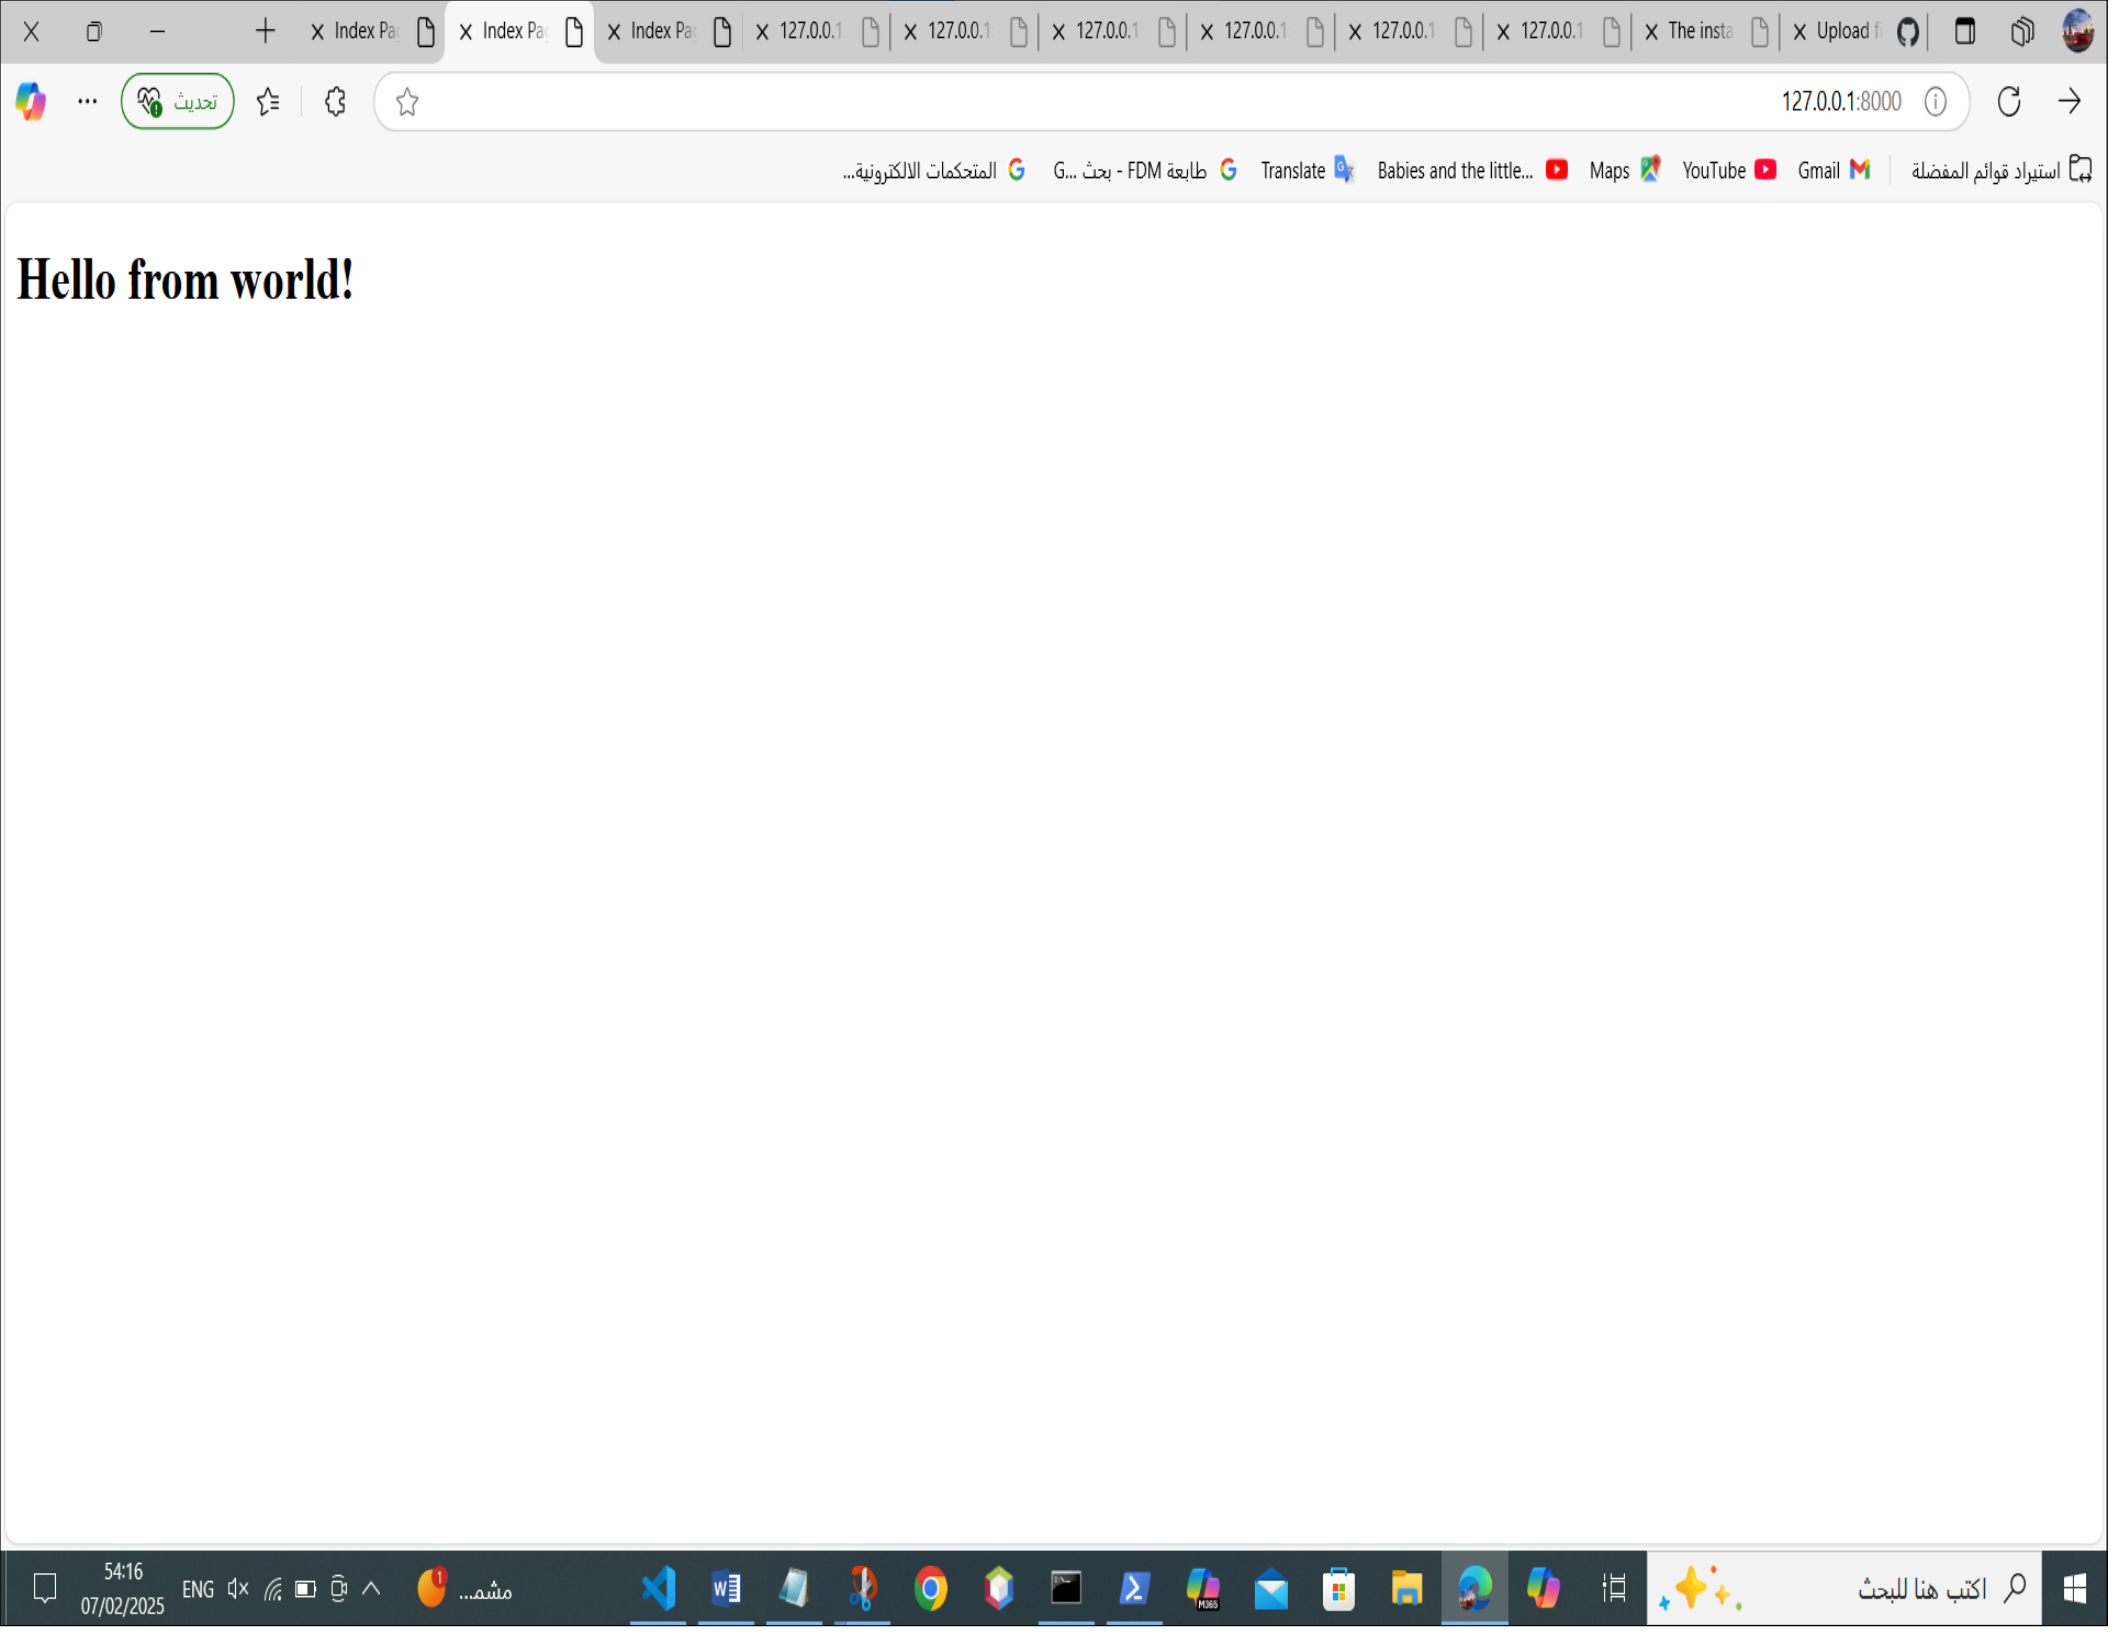 Index Pa
Index Pa
Index Pa
127.0.0.1
127.0.0.1
127.0.0.1
127.0.0.1
127.0.0.1
127.0.0.1
The insta
Upload f
تحديث
127.0.0.1:8000
استيراد قوائم المفضلة
Gmail
YouTube
Maps
Babies and the little...
Translate
طابعة FDM - بحث G...
المتحكمات الالكترونية...
Hello from world!
54:16
07/02/2025
ENG
1
مشم...
M365
اكتب هنا للبحث